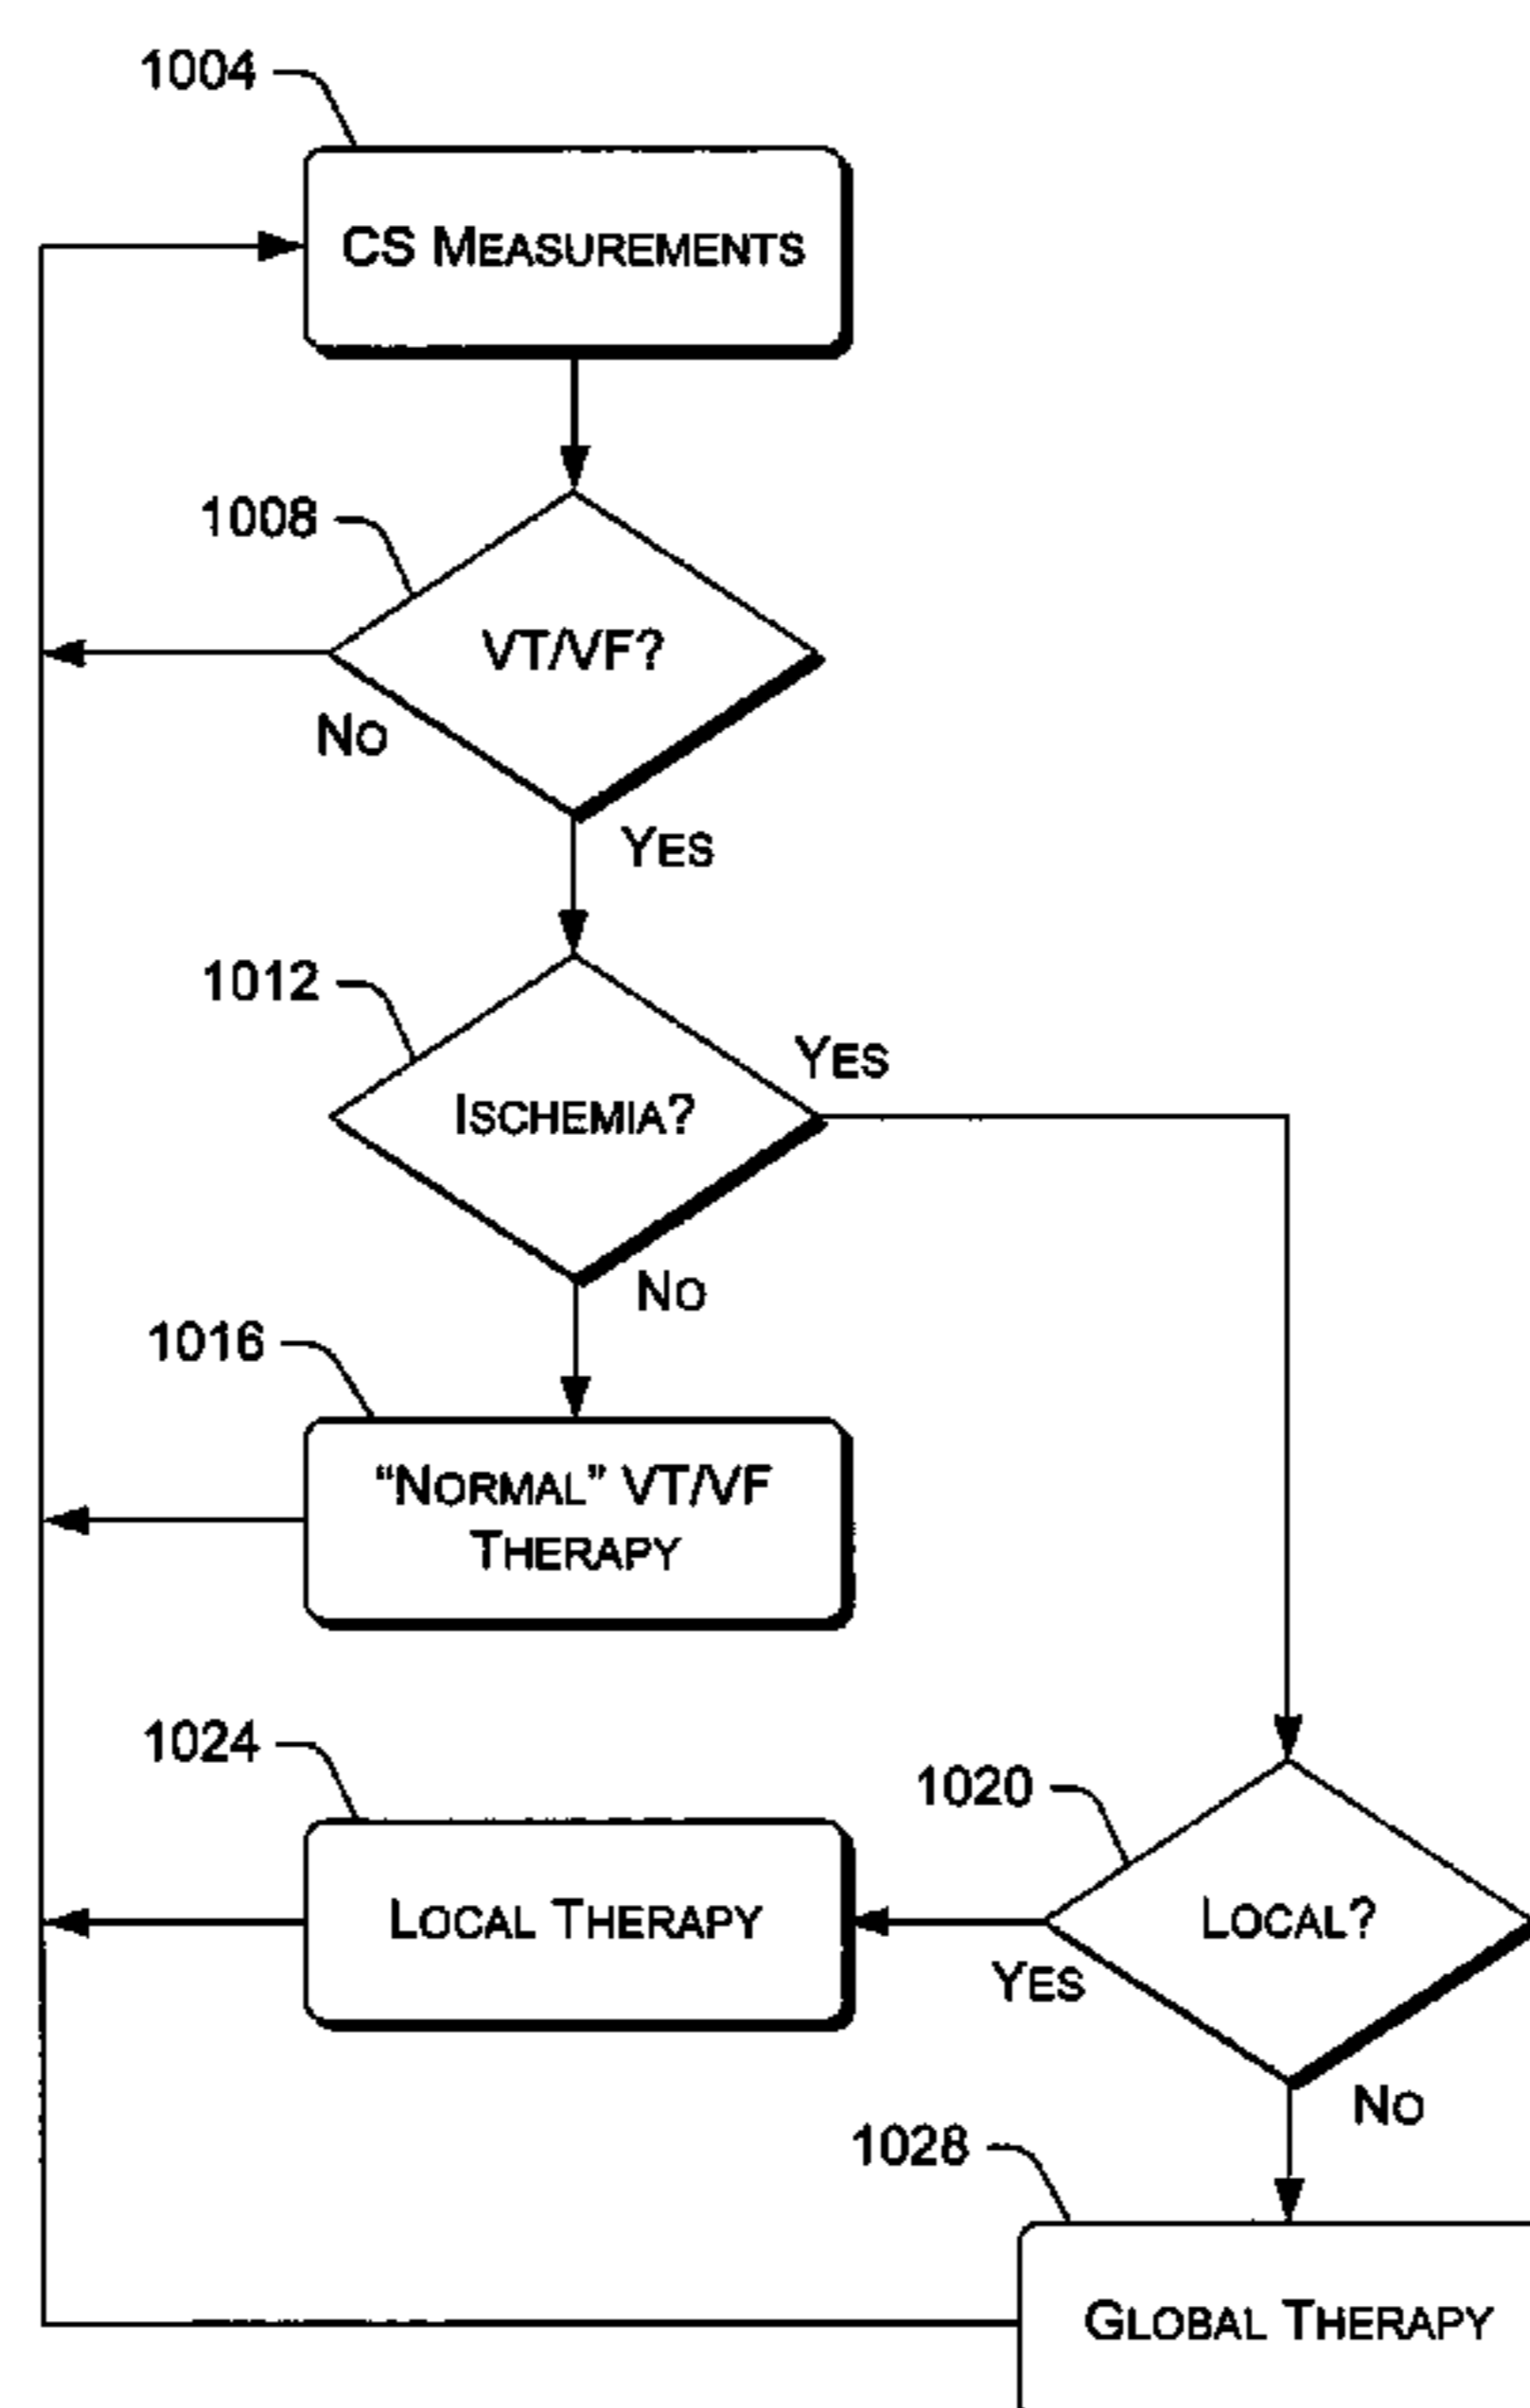 1004
CS MEASUREMENTS
1008
VT/VF?
NO
YES
1012
YES
ISCHEMIA?
NO
1016
“NORMAL” VT/VF
THERAPY
1024
1020
LOCAL THERAPY
LOCAL?
YES
NO
1028
GLOBAL THERAPY